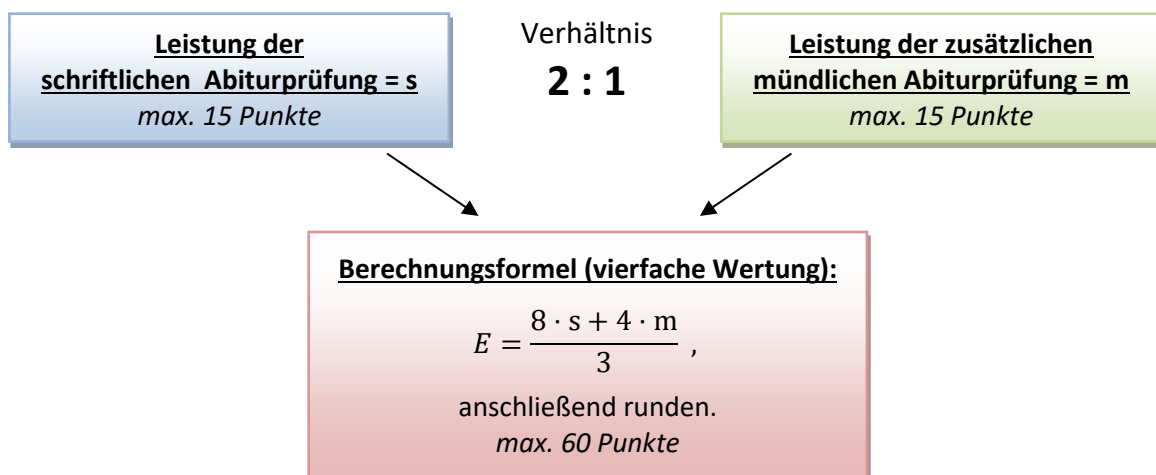 Leistung der
schriftlichen Abiturprüfung = s
max. 15 Punkte
Verhältnis
2 : 1
Leistung der zusätzlichen
mündlichen Abiturprüfung = m
max. 15 Punkte
Berechnungsformel (vierfache Wertung):
E = (8 · s + 4 · m) / 3 ,
anschließend runden.
max. 60 Punkte